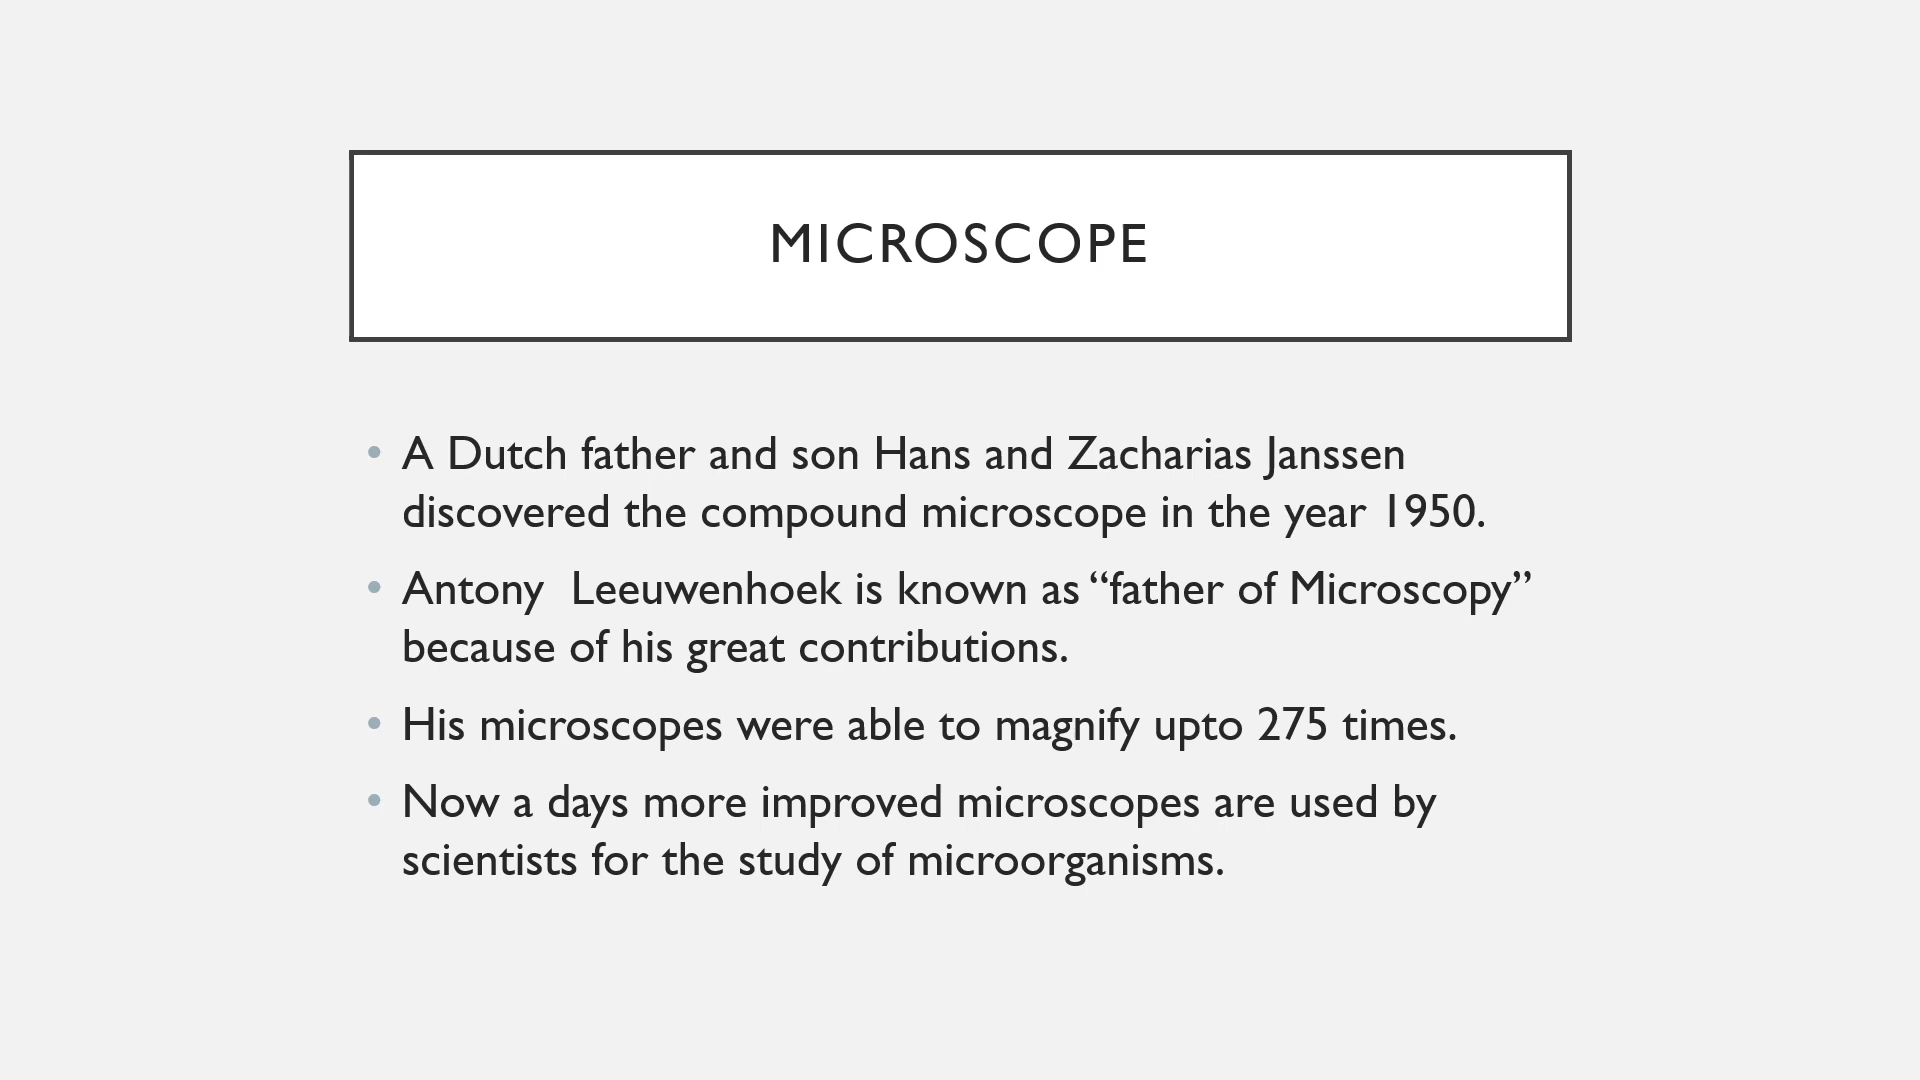 MICROSCOPE
• A Dutch father and son Hans and Zacharias Janssen
discovered the compound microscope in the year 1950.
• Antony  Leeuwenhoek is known as “father of Microscopy”
because of his great contributions.
• His microscopes were able to magnify upto 275 times.
• Now a days more improved microscopes are used by
scientists for the study of microorganisms.